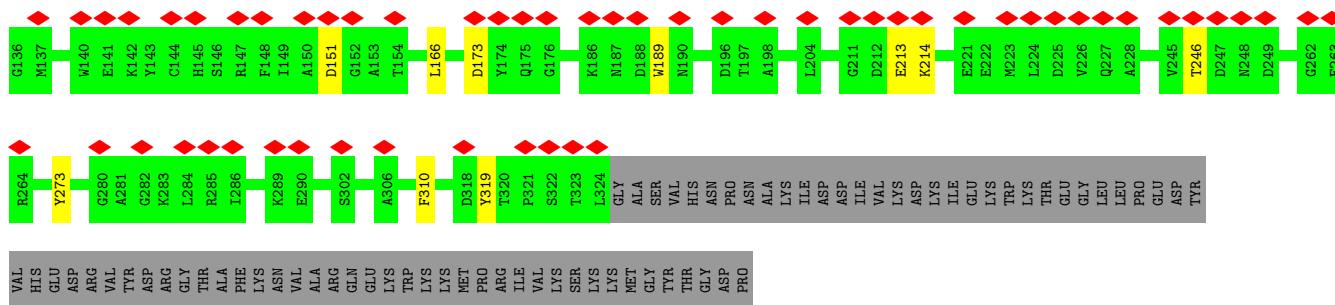 G136 M137 W140 E141 K142 Y143 C144 H145 S146 R147 F148 I149 A150 D151 G152 A153 T154 L166 D173 Y174 Q175 G176 K186 N187 D188 W189 N190 D196 T197 A198 L204 G211 D212 E213 K214 E221 E222 M223 L224 D225 V226 Q227 A228 V245 T246 D247 N248 D249 G262
R264 Y273 G280 A281 G282 K283 L284 R285 I286 K289 E290 S302 A306 F310 D318 Y319 T320 P321 S322 T323 L324 GLY ALA SER VAL HIS ASN PRO ASN ALA LYS ILE ASP ASP ILE VAL LYS ASP LYS ILE GLU LYS TRP LYS THR GLU GLY LEU LEU PRO GLU ASP TYR
VAL HIS GLU ASP ARG VAL TYR ASP ARG GLY THR ALA PHE LYS ASN VAL ALA ARG GLN GLU LYS TRP LYS LYS MET PRO ARG ILE VAL LYS SER LYS LYS MET GLY TYR THR GLY ASP PRO